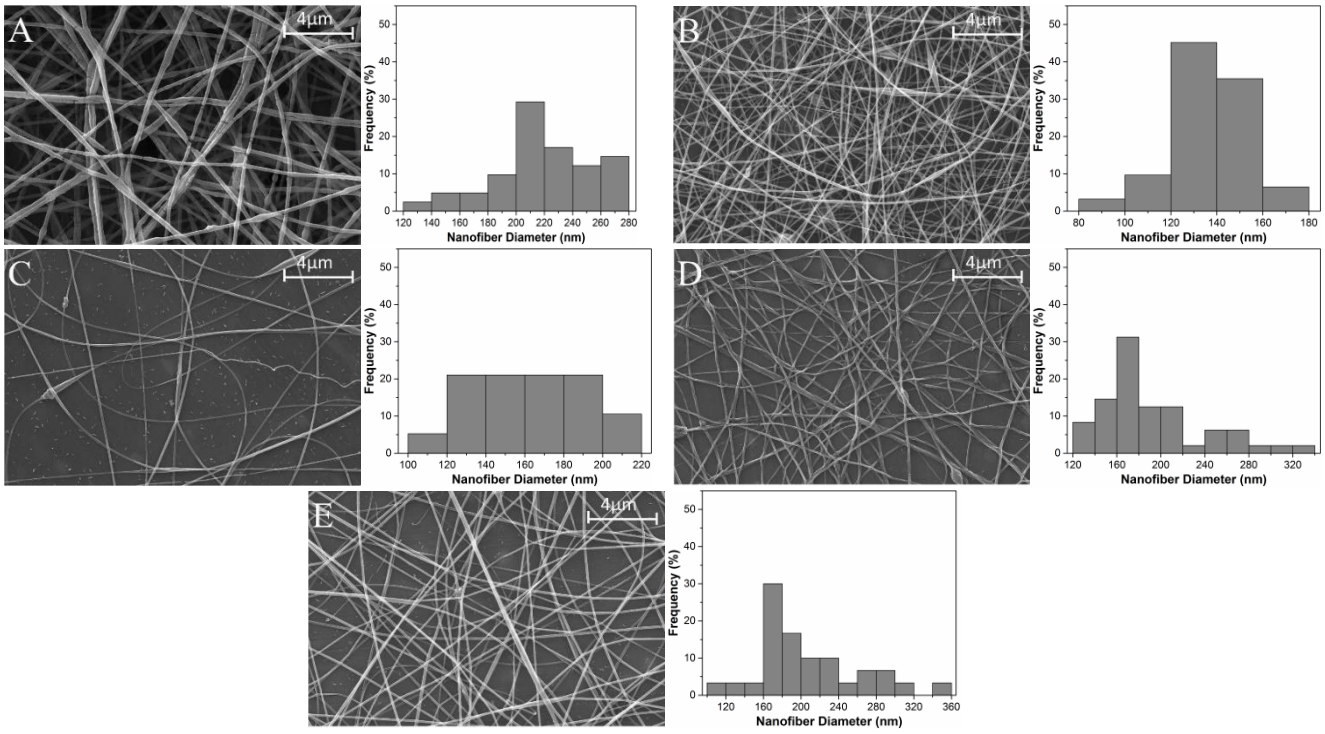 A
4μm
50
40
30
20
10
0
Frequency (%)
120 140 160 180 200 220 240 260 280
Nanofiber Diameter (nm)
B
4μm
50
40
30
20
10
0
Frequency (%)
80 100 120 140 160 180
Nanofiber Diameter (nm)
C
4μm
50
40
30
20
10
0
Frequency (%)
100 120 140 160 180 200 220
Nanofiber Diameter (nm)
D
4μm
50
40
30
20
10
0
Frequency (%)
120 160 200 240 280 320
Nanofiber Diameter (nm)
E
4μm
50
40
30
20
10
0
Frequency (%)
120 160 200 240 280 320 360
Nanofiber Diameter (nm)